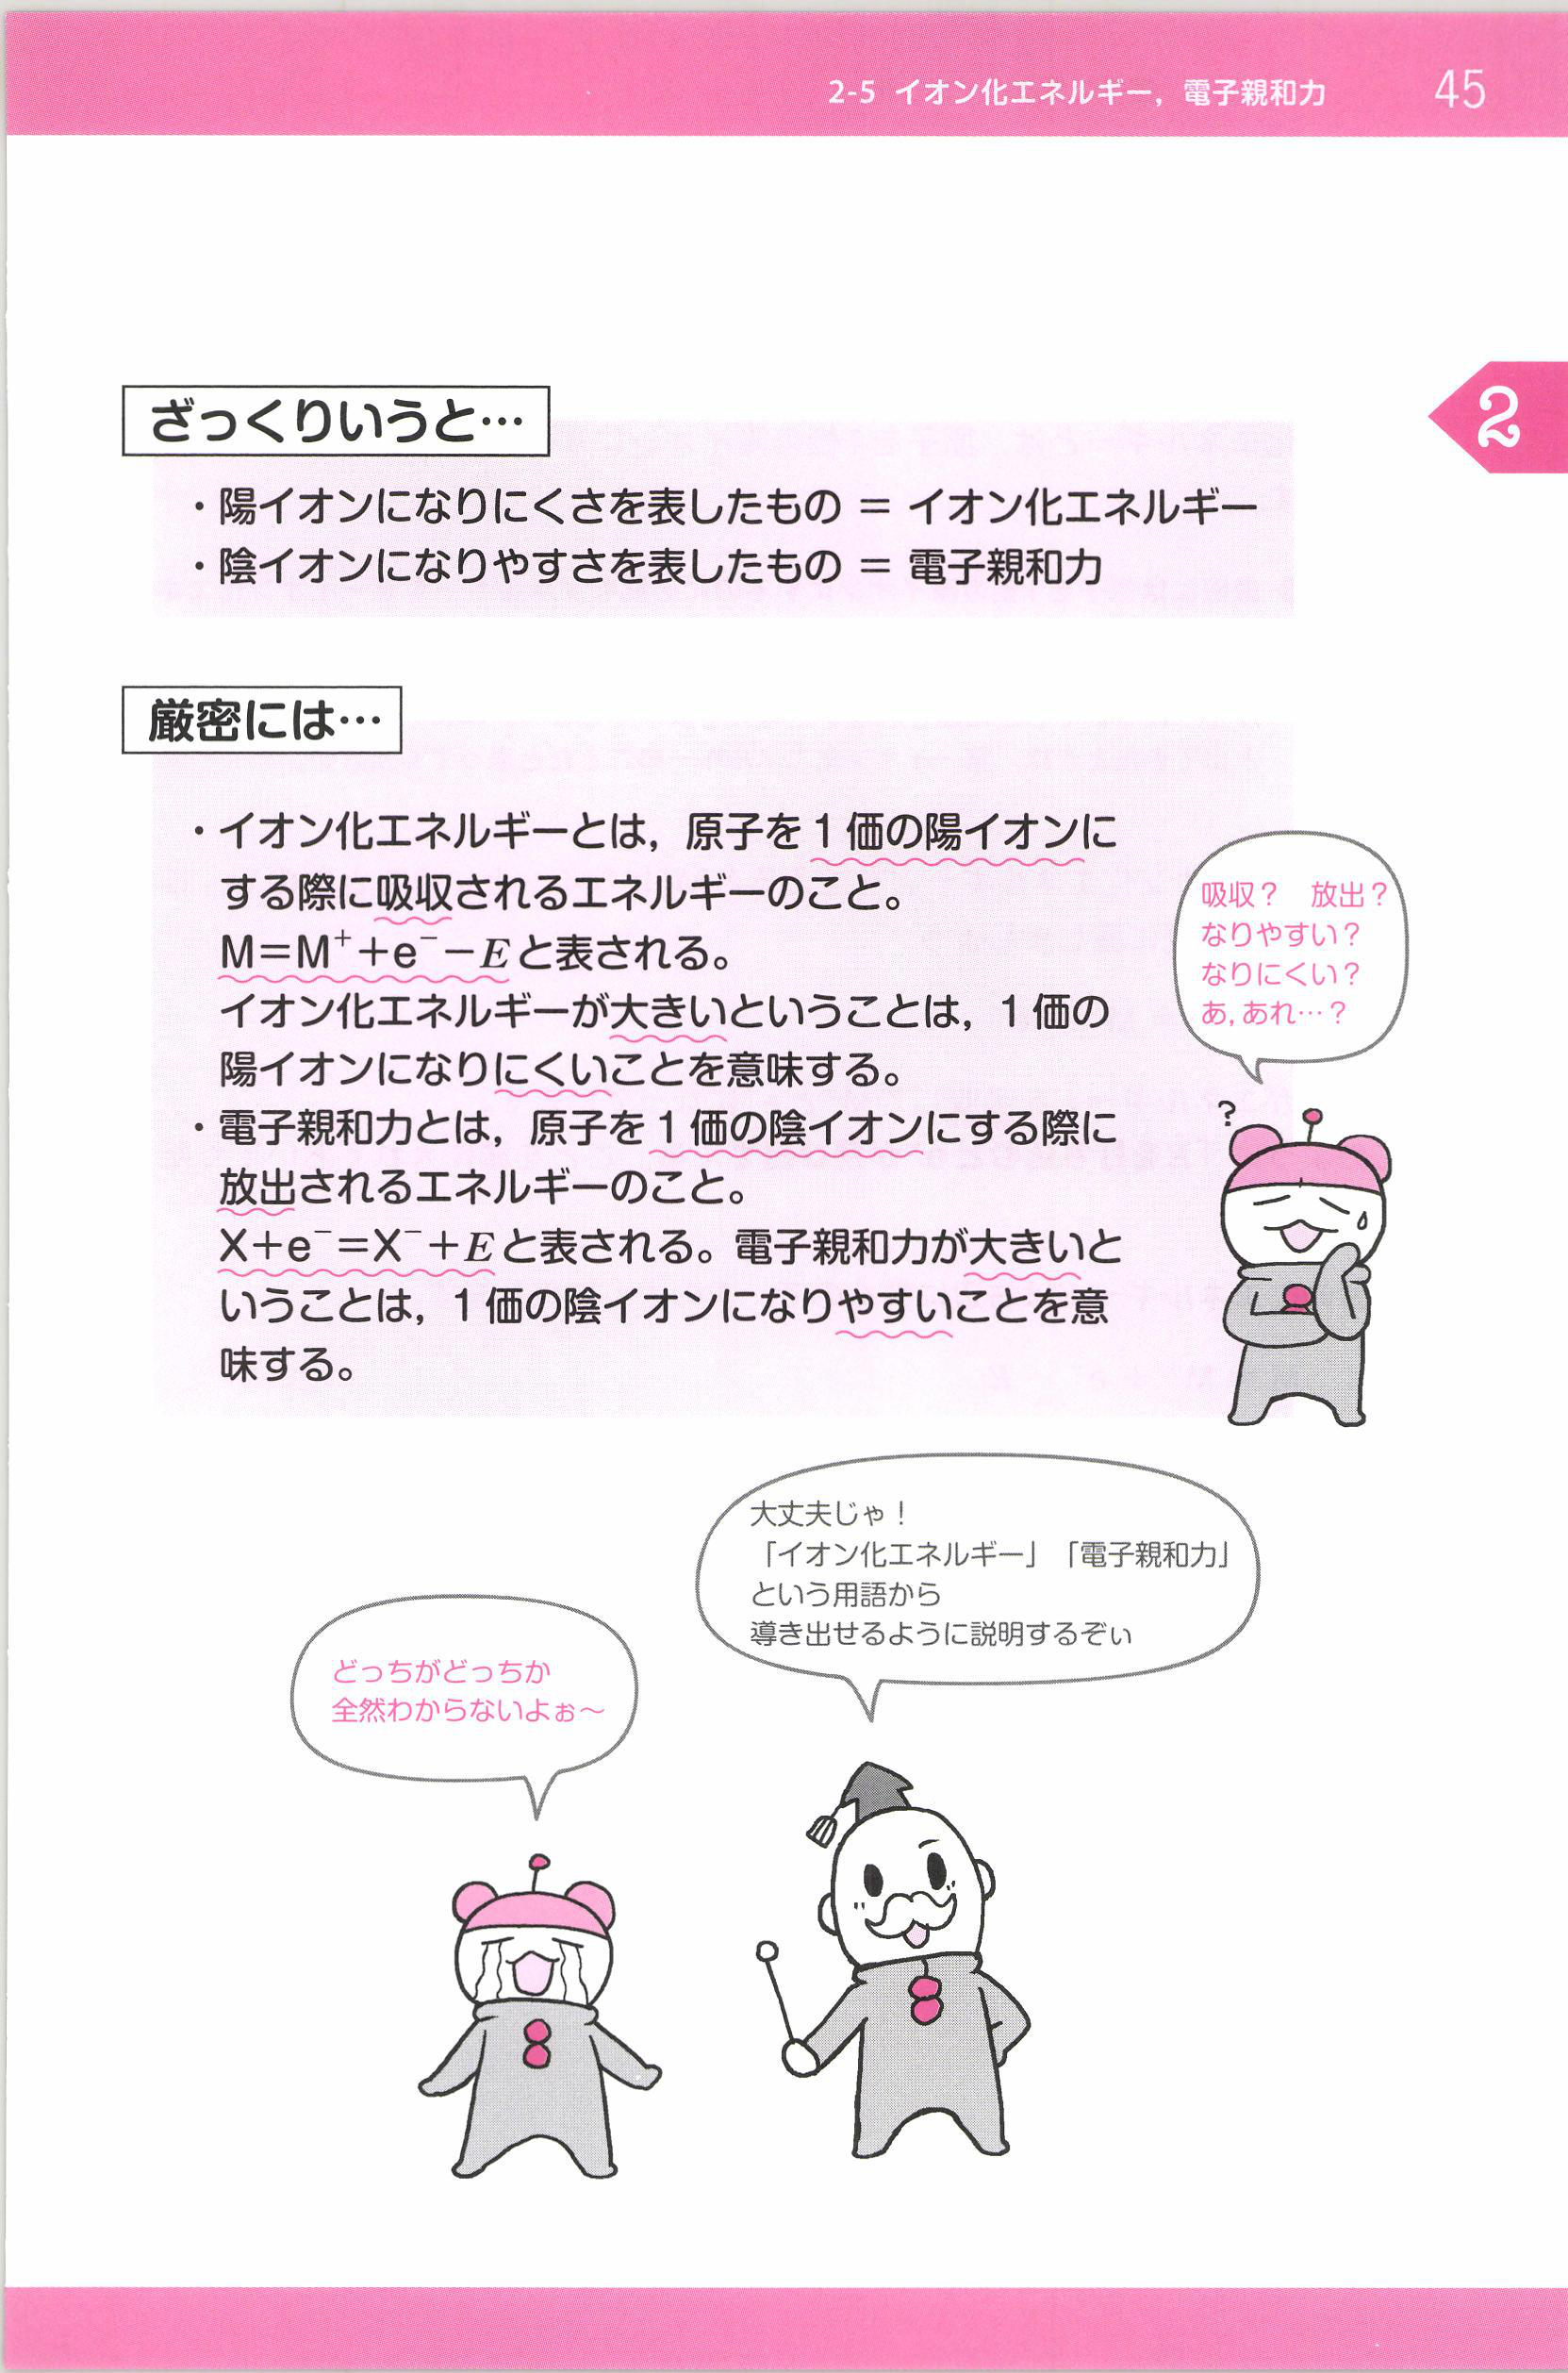 2-5 イオン化エネルギー，電子親和力 45
2
ざっくりいうと…
・陽イオンになりにくさを表したもの ＝ イオン化エネルギー
・陰イオンになりやすさを表したもの ＝ 電子親和力
厳密には…
・イオン化エネルギーとは，原子を1価の陽イオンに
する際に吸収されるエネルギーのこと。
M＝M⁺＋e⁻－Eと表される。
イオン化エネルギーが大きいということは，1価の
陽イオンになりにくいことを意味する。
・電子親和力とは，原子を1価の陰イオンにする際に
放出されるエネルギーのこと。
X＋e⁻＝X⁻＋Eと表される。電子親和力が大きいと
いうことは，1価の陰イオンになりやすいことを意
味する。
吸収？　放出？
なりやすい？
なりにくい？
あ，あれ…？
?
大丈夫じゃ！
「イオン化エネルギー」「電子親和力」
という用語から
導き出せるように説明するぞぃ
どっちがどっちか
全然わからないよぉ〜